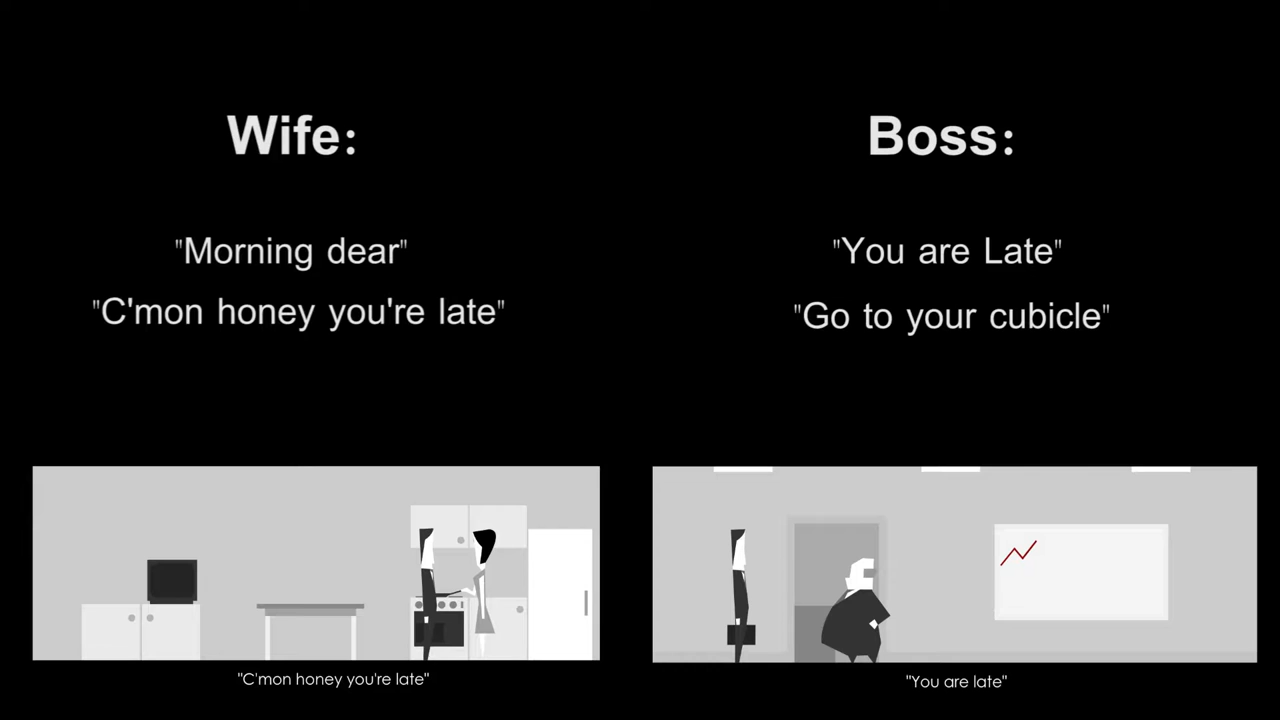 Wife:
"Morning dear"
"C'mon honey you're late"
"C'mon honey you're late"
Boss:
"You are Late"
"Go to your cubicle"
"You are late"